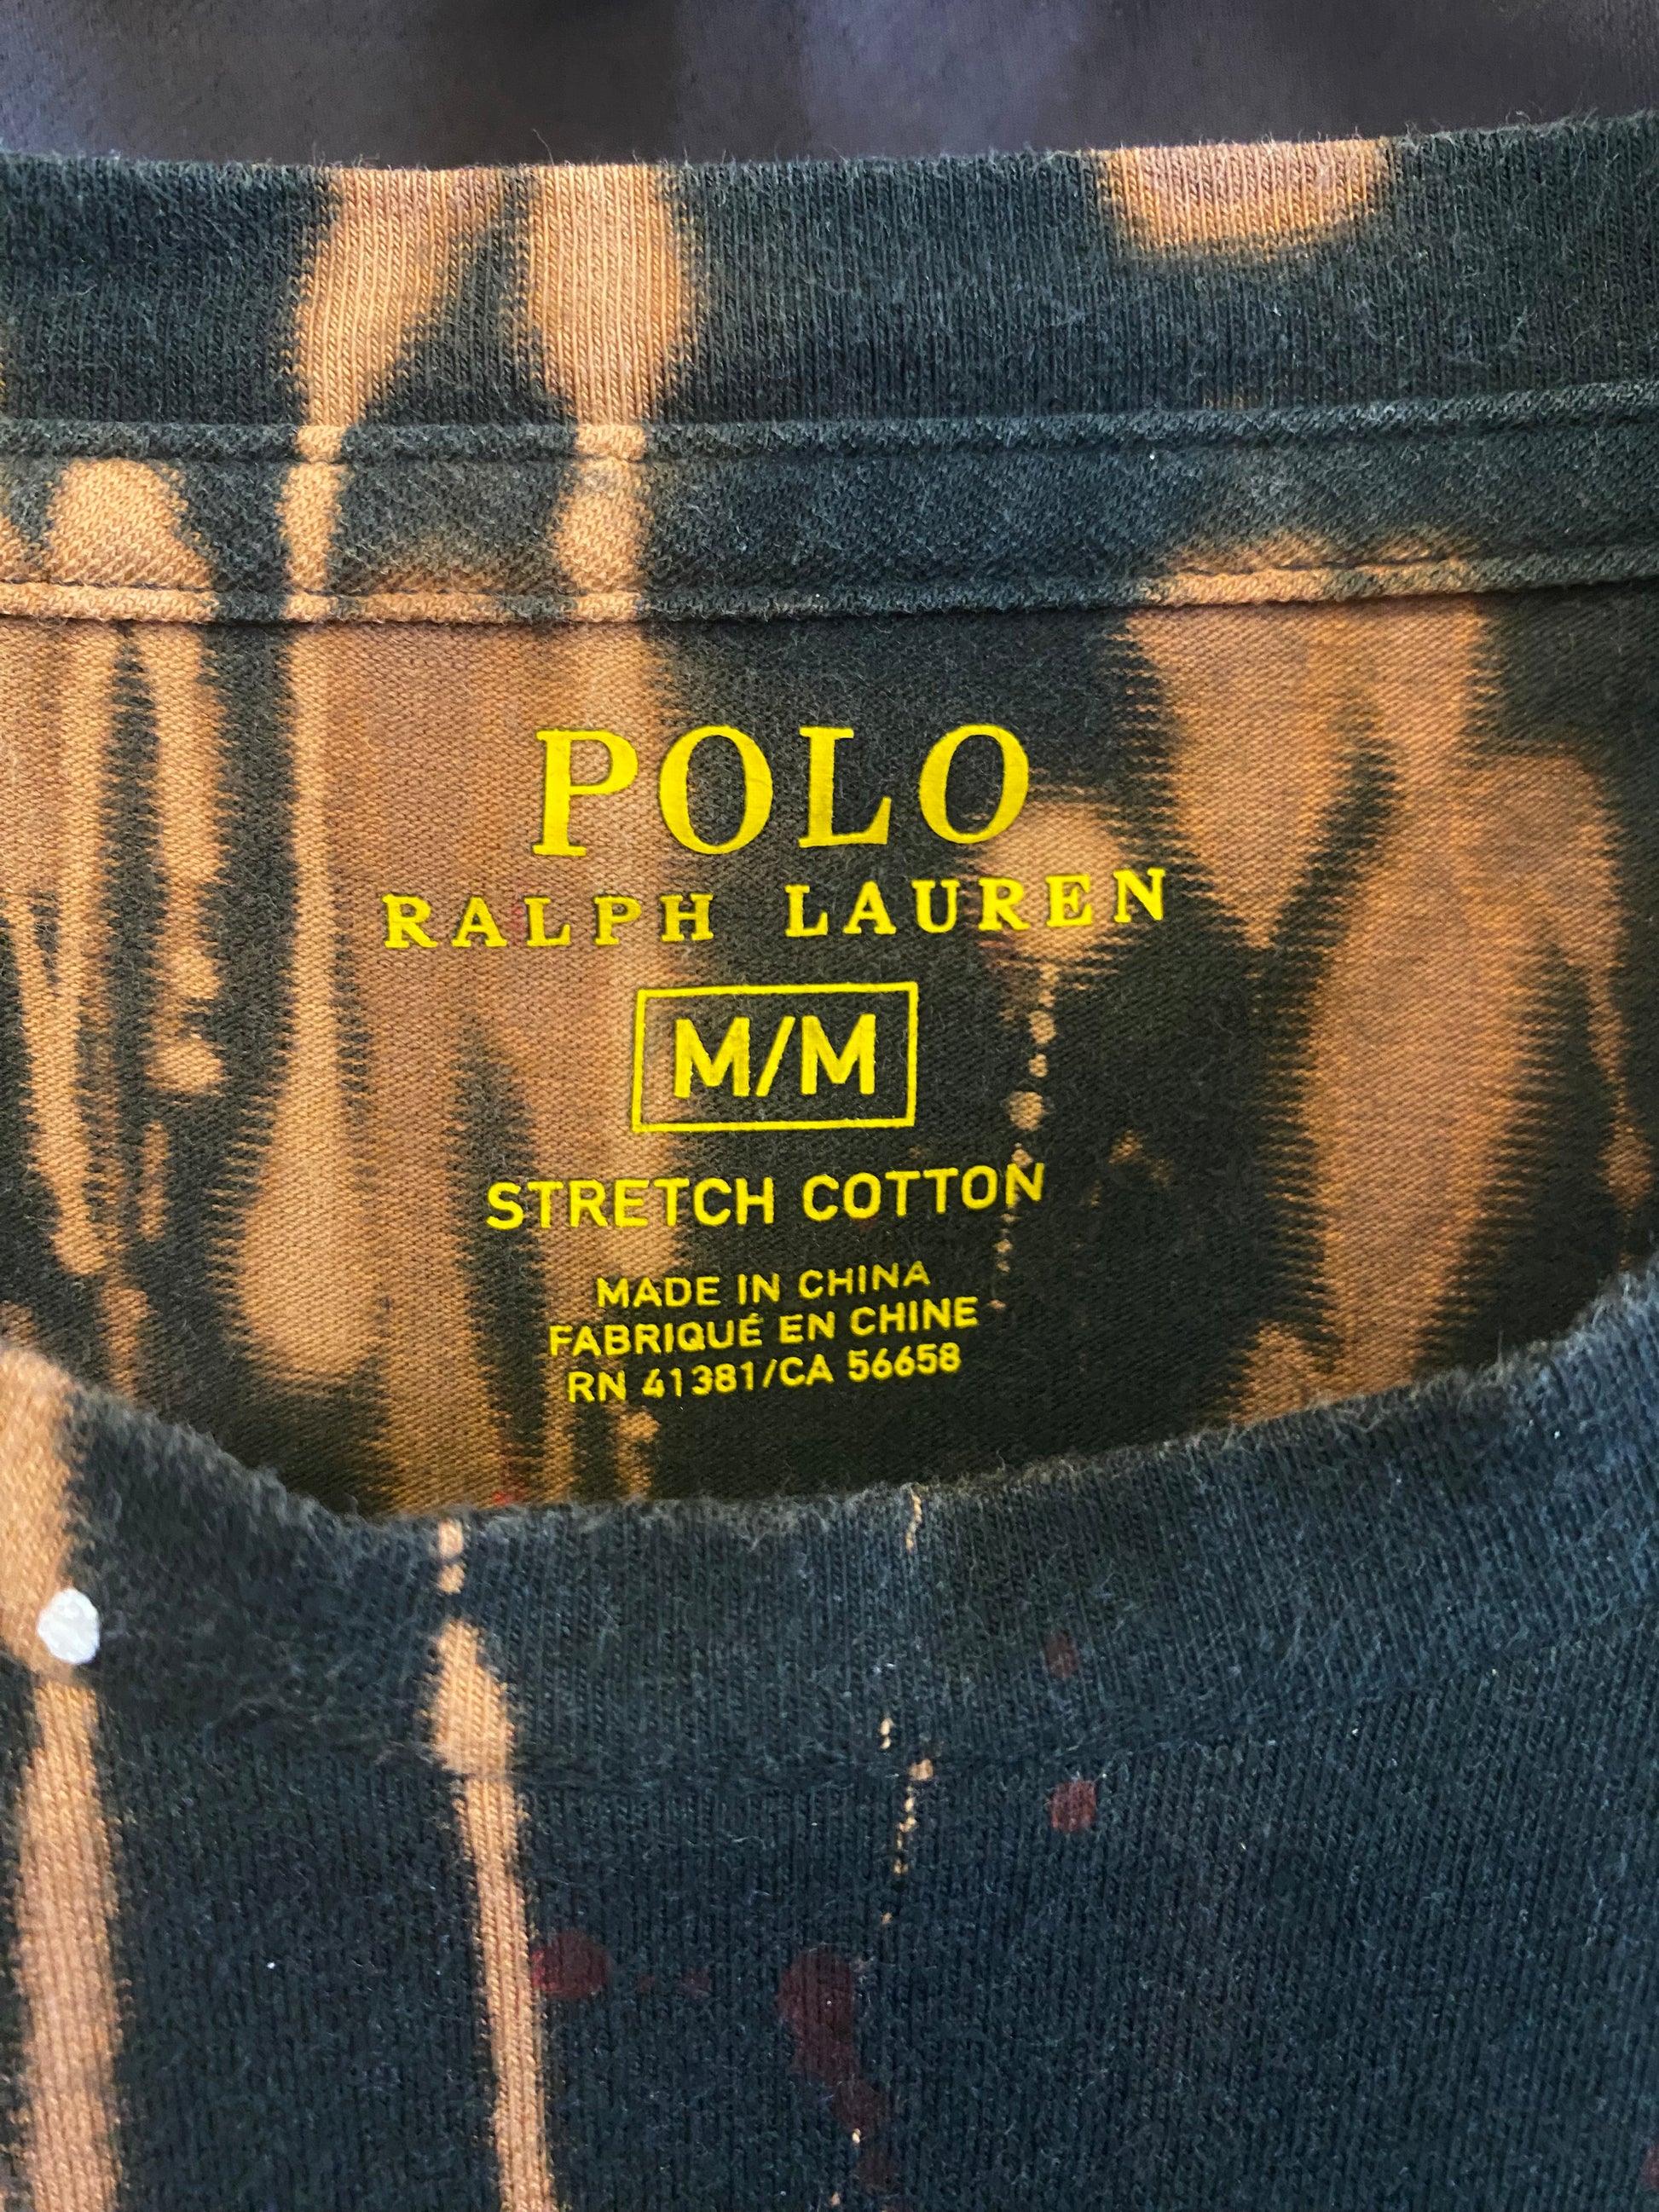 POLO
RALPH LAUREN
M/M
STRETCH COTTON
MADE IN CHINA
FABRIQUÉ EN CHINE
RN 41381/CA 56658